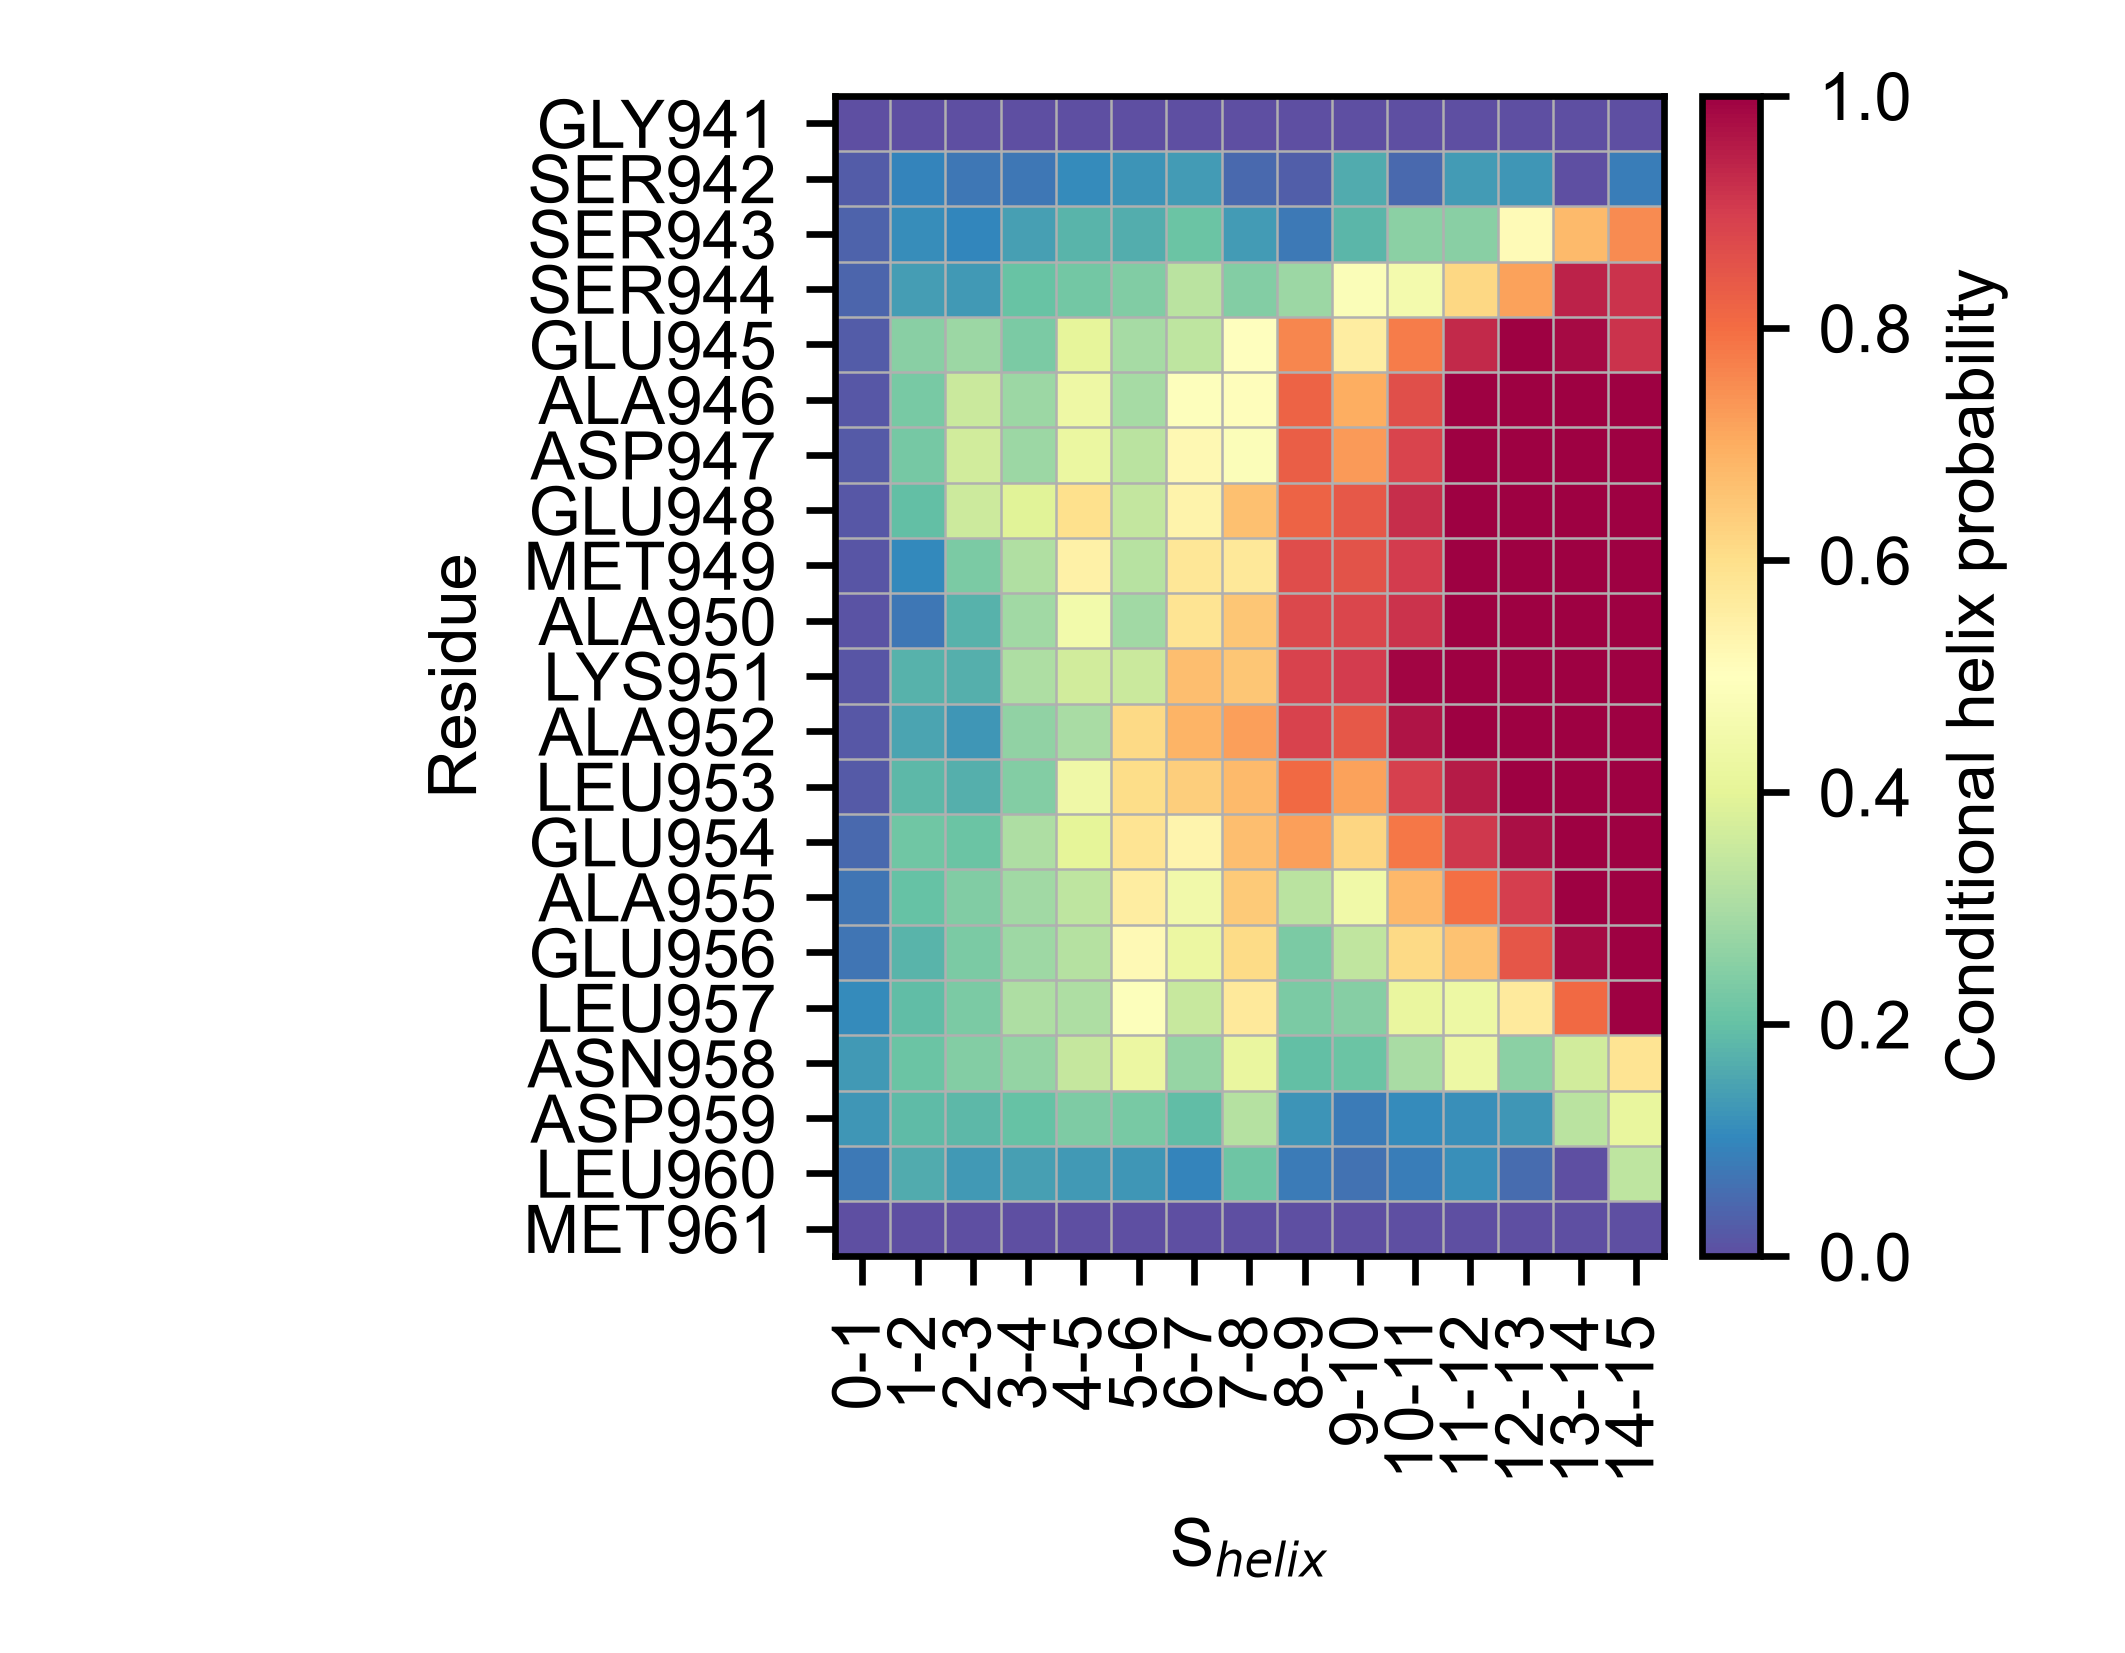 GLY941
SER942
SER943
SER944
GLU945
ALA946
ASP947
GLU948
MET949
ALA950
LYS951
ALA952
LEU953
GLU954
ALA955
GLU956
LEU957
ASN958
ASP959
LEU960
MET961
Residue
0-1
1-2
2-3
3-4
4-5
5-6
6-7
7-8
8-9
9-10
10-11
11-12
12-13
13-14
14-15
S_helix
1.0
0.8
0.6
0.4
0.2
0.0
Conditional helix probability